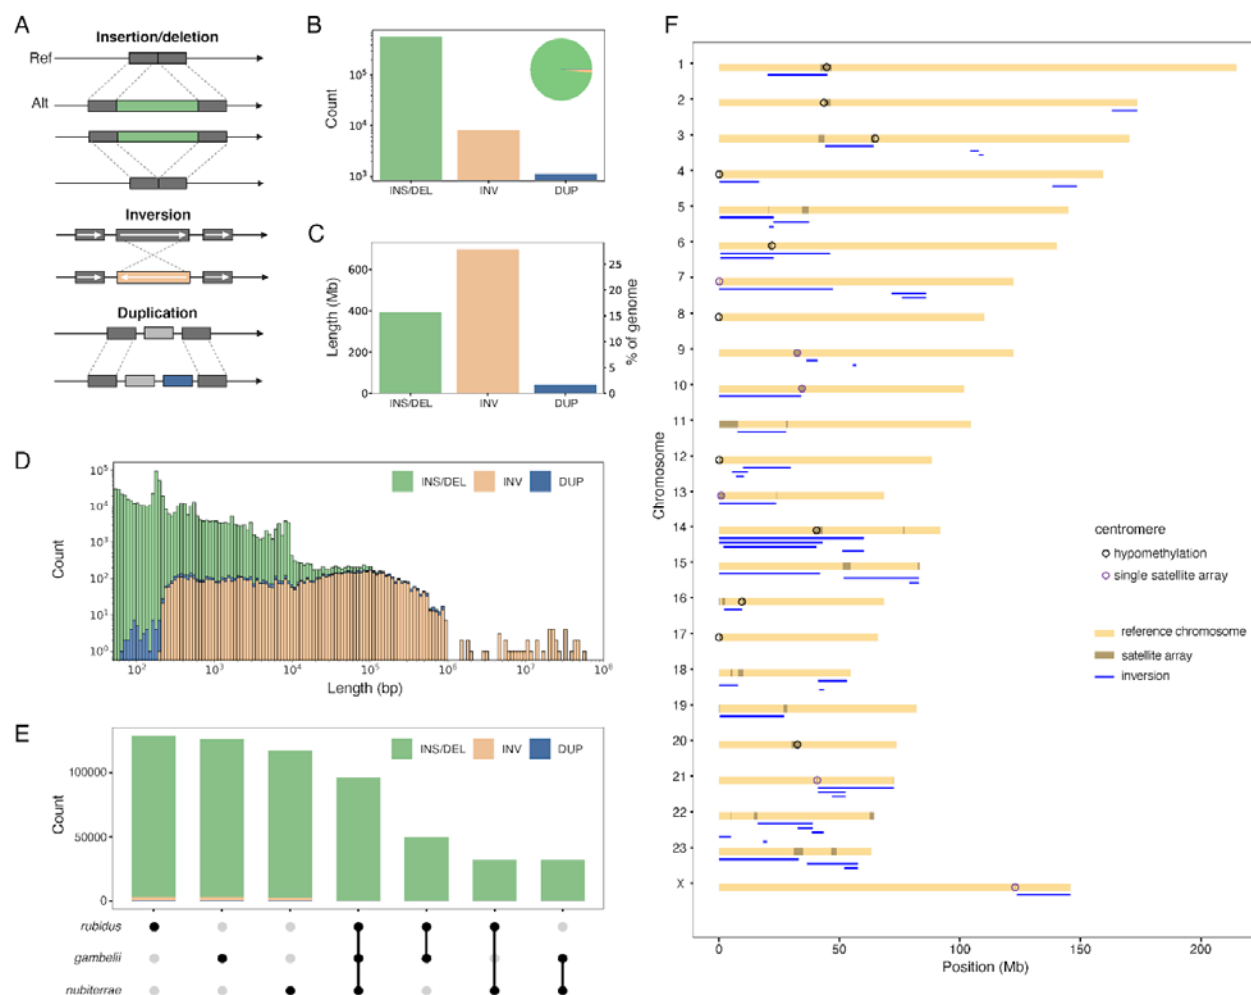 A
Insertion/deletion
Ref
Alt
Inversion
Duplication
B
Count
10⁵
10⁴
10³
INS/DEL INV DUP
C
Length (Mb)
600
400
200
0
% of genome
25
20
15
10
5
0
INS/DEL INV DUP
D
Count
10⁵
10⁴
10³
10²
10¹
10⁰
INS/DEL INV DUP
10² 10³ 10⁴ 10⁵ 10⁶ 10⁷ 10⁸
Length (bp)
E
Count
100000
50000
0
INS/DEL INV DUP
rubidus
gambelii
nubiterrae
F
Chromosome
1
2
3
4
5
6
7
8
9
10
11
12
13
14
15
16
17
18
19
20
21
22
23
X
centromere
hypomethylation
single satellite array
reference chromosome
satellite array
inversion
0 50 100 150 200
Position (Mb)